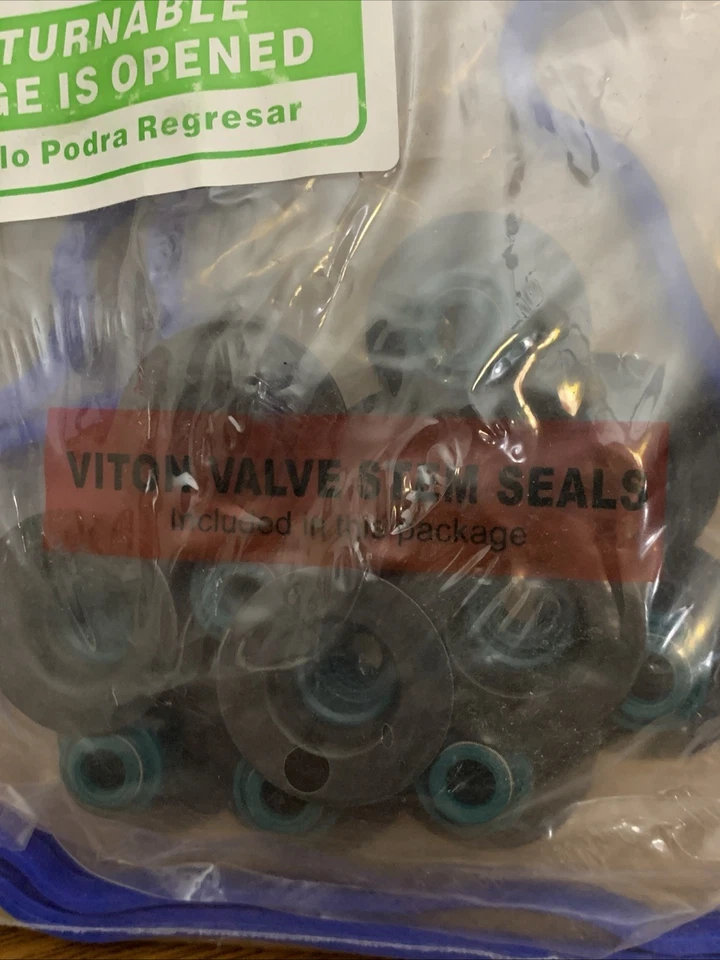 TURNABLE
GE IS OPENED
lo Podra Regresar
VITON VALVE STEM SEALS
Included in this package